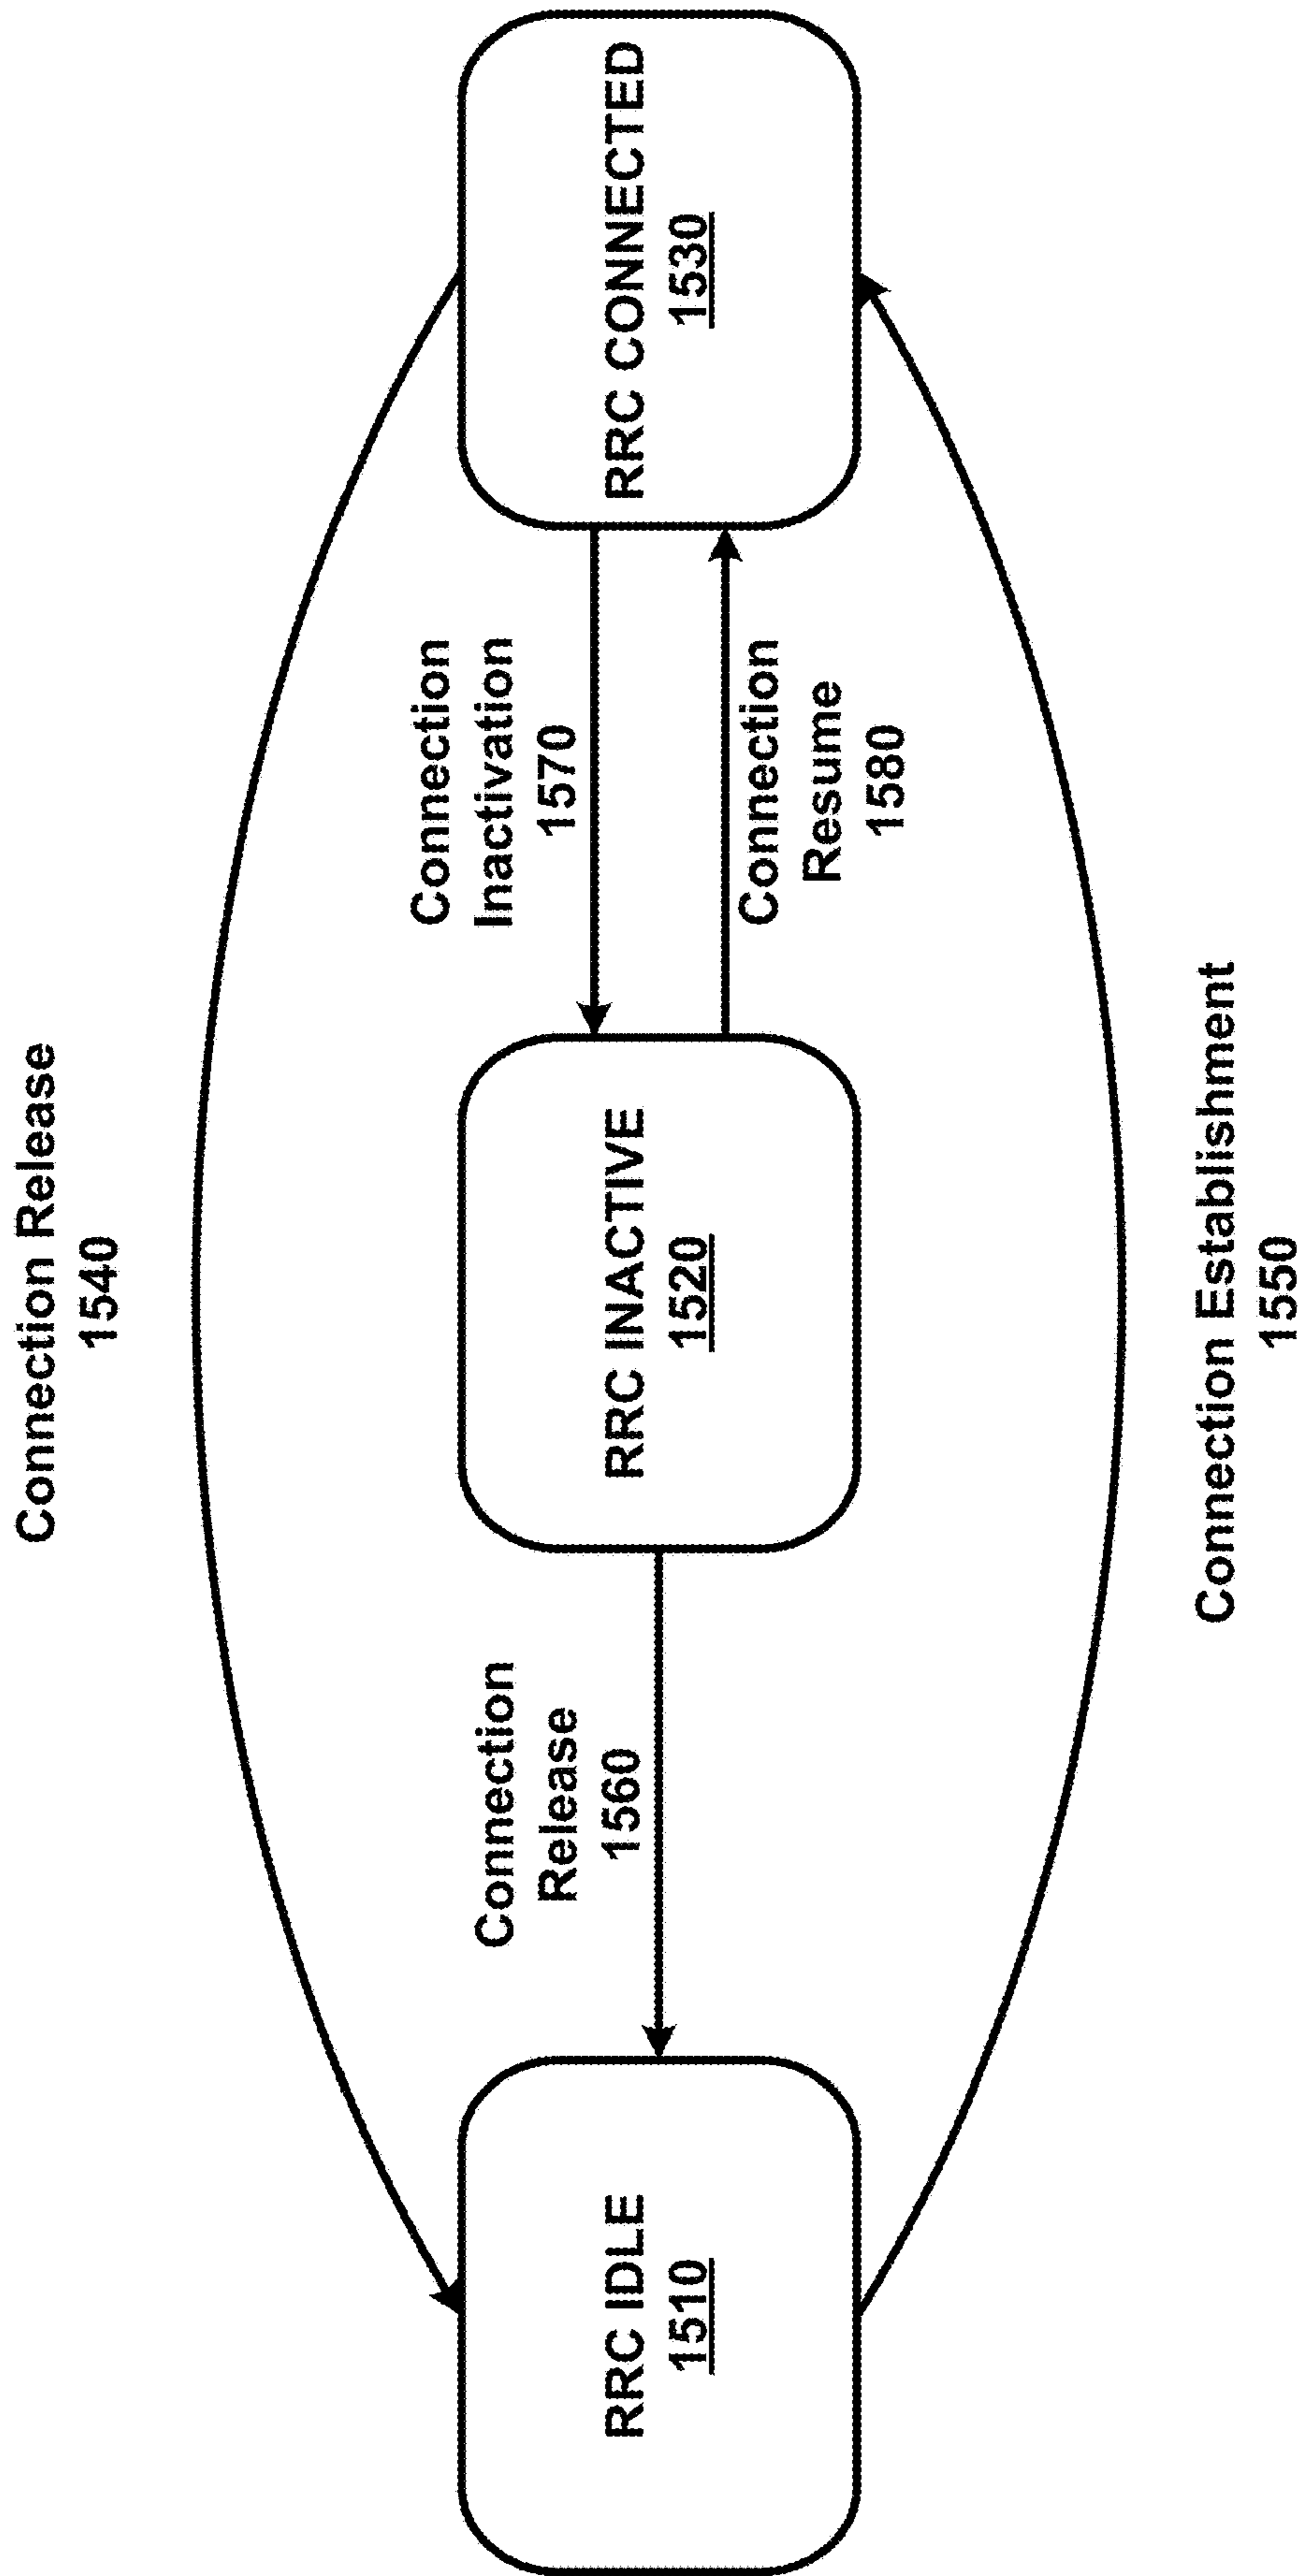 Connection Release
1540
RRC IDLE
1510
Connection
Release
1560
RRC INACTIVE
1520
Connection
Inactivation
1570
Connection
Resume
1580
RRC CONNECTED
1530
Connection Establishment
1550